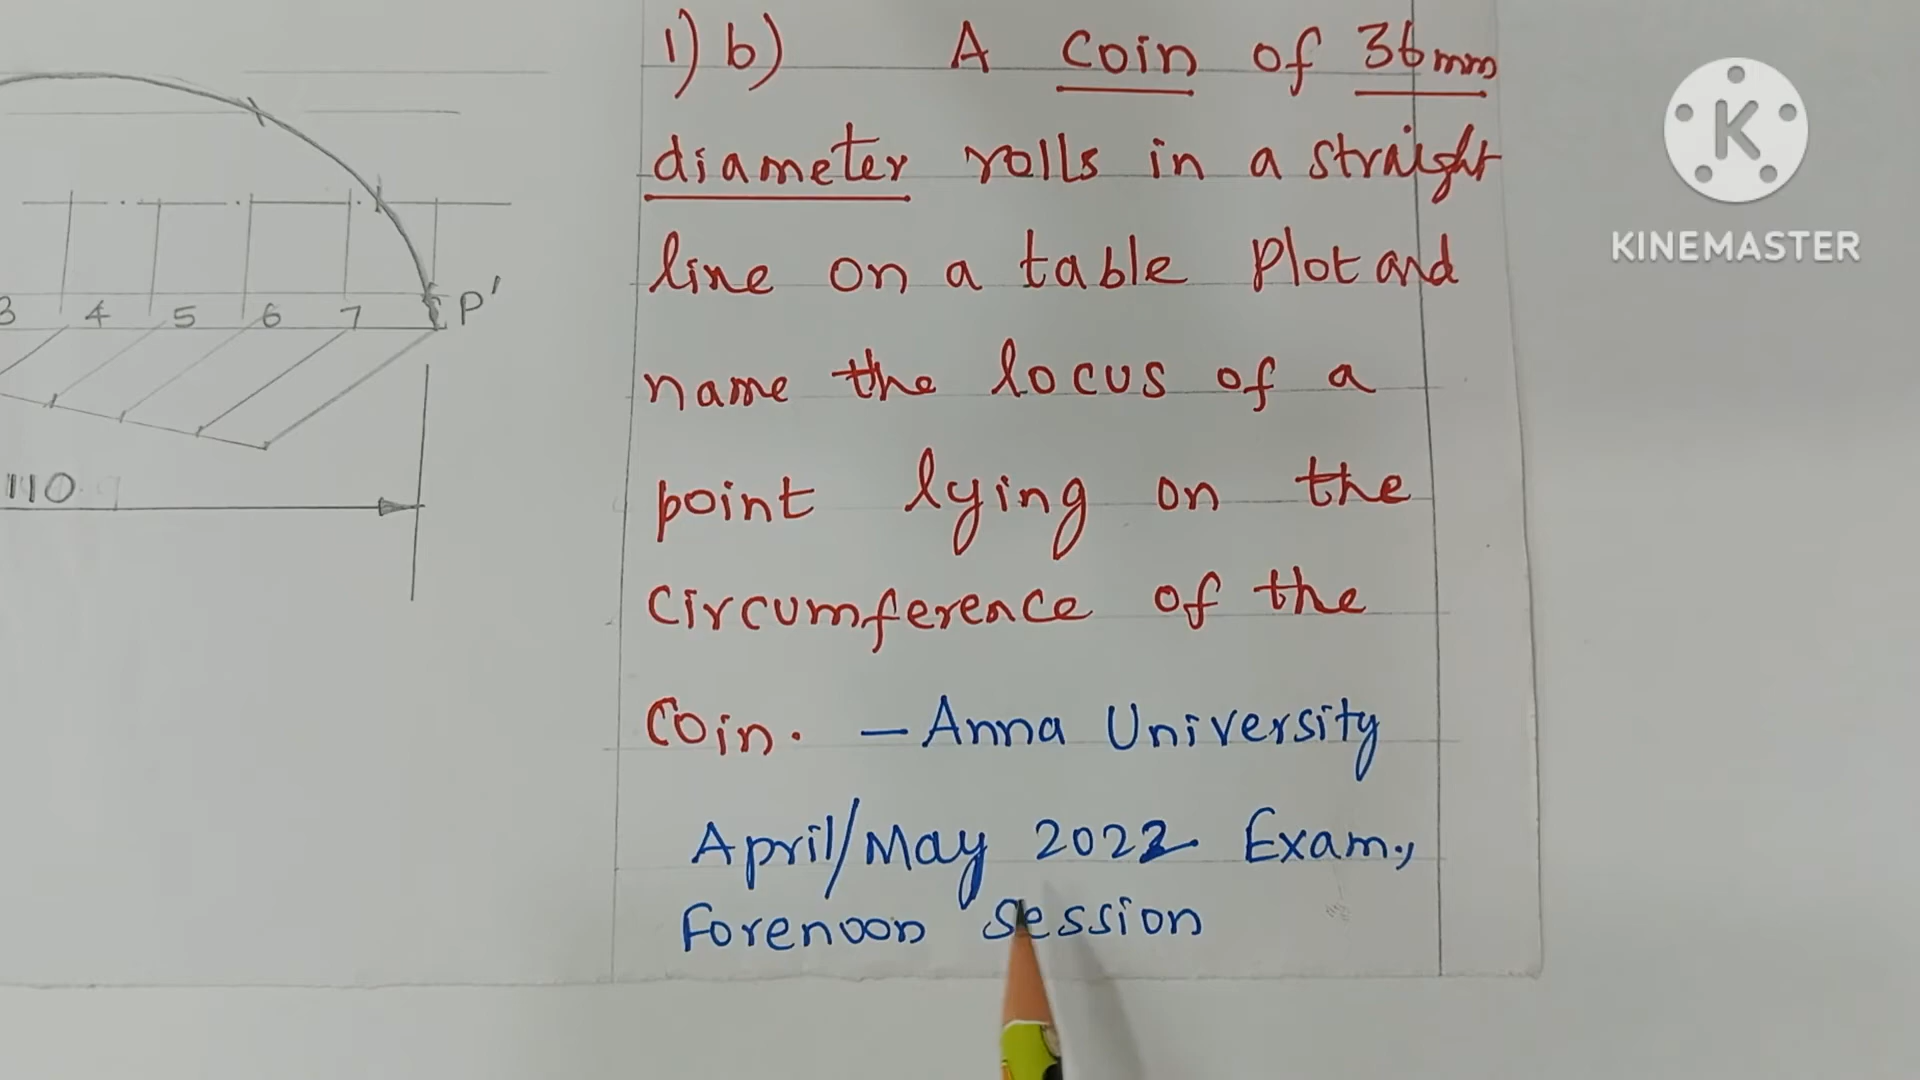 1) b) A coin of 36mm
diameter rolls in a straight
line on a table plot and
name the locus of a
point lying on the
circumference of the
coin. – Anna University
April/May 2022 Exam.,
Forenoon session
3 4 5 6 7 P'
110
K
KINEMASTER